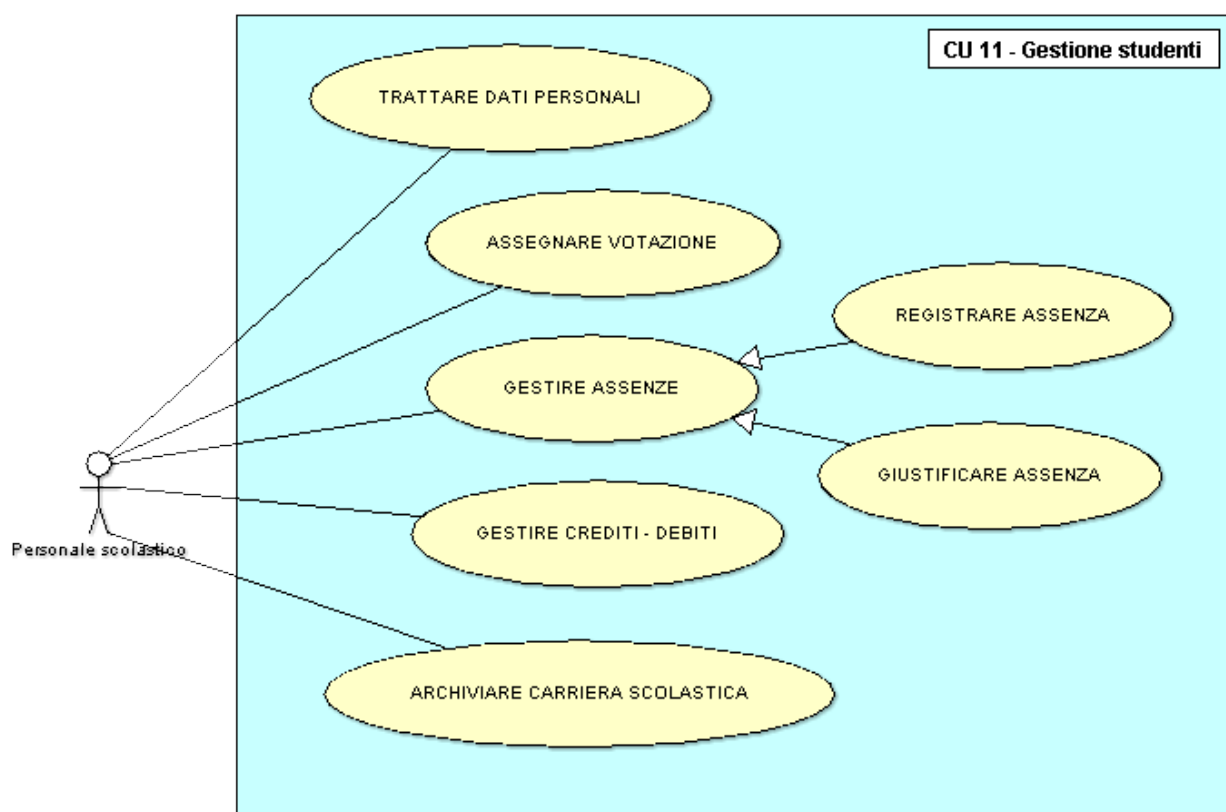 CU 11 - Gestione studenti
TRATTARE DATI PERSONALI
ASSEGNARE VOTAZIONE
REGISTRARE ASSENZA
GESTIRE ASSENZE
GIUSTIFICARE ASSENZA
GESTIRE CREDITI - DEBITI
Personale scolastico
ARCHIVIARE CARRIERA SCOLASTICA